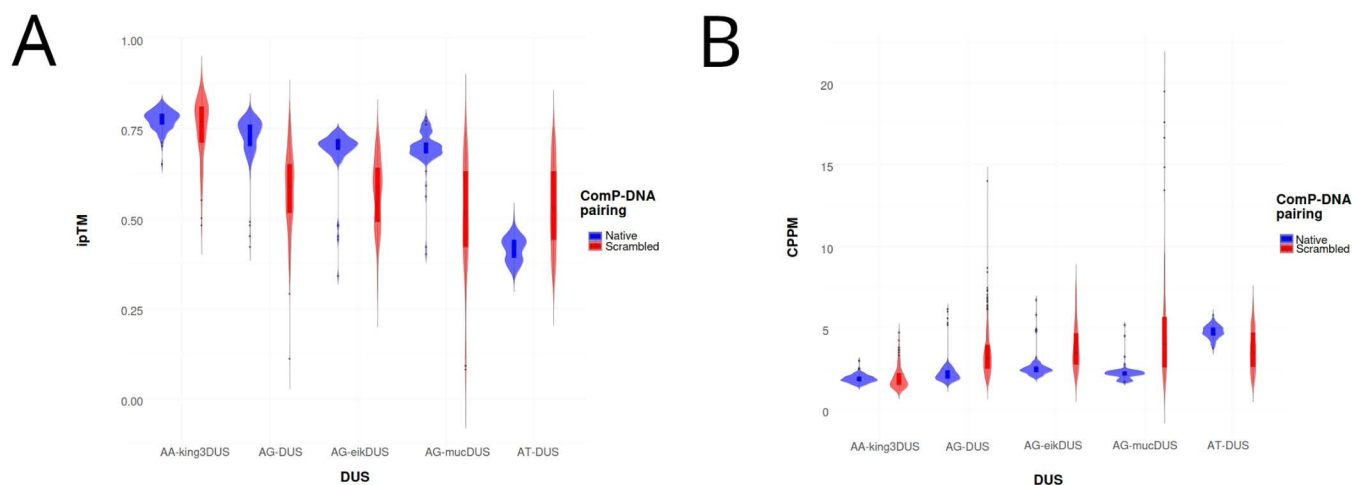 A
1.00
0.75
0.50
0.25
0.00
ipTM
AA-king3DUS AG-DUS AG-eikDUS AG-mucDUS AT-DUS
DUS
ComP-DNA
pairing
Native
Scrambled
B
20
15
10
5
0
CPPM
AA-king3DUS AG-DUS AG-eikDUS AG-mucDUS AT-DUS
DUS
ComP-DNA
pairing
Native
Scrambled